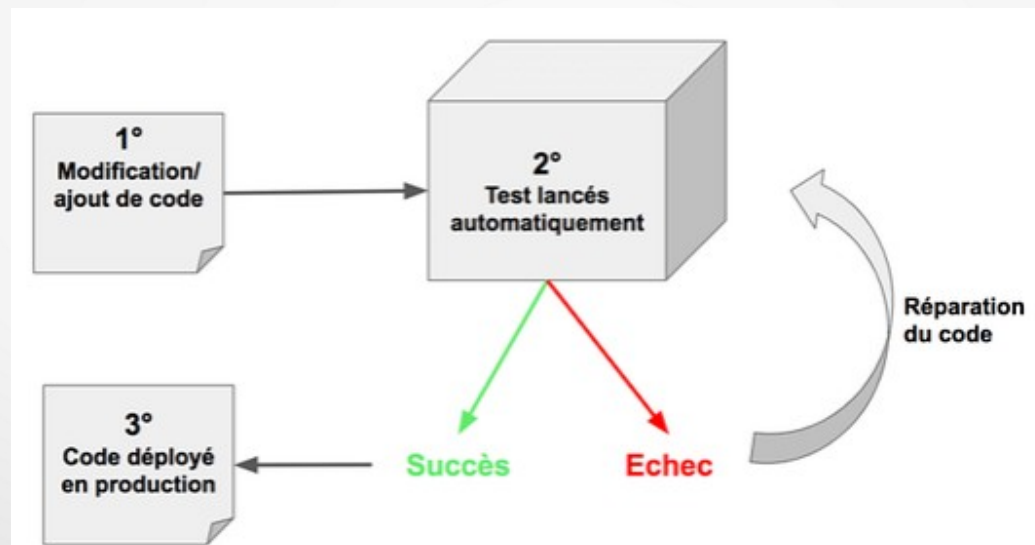 1°
Modification/
ajout de code
2°
Test lancés
automatiquement
Réparation
du code
3°
Code déployé
en production
Succès
Echec